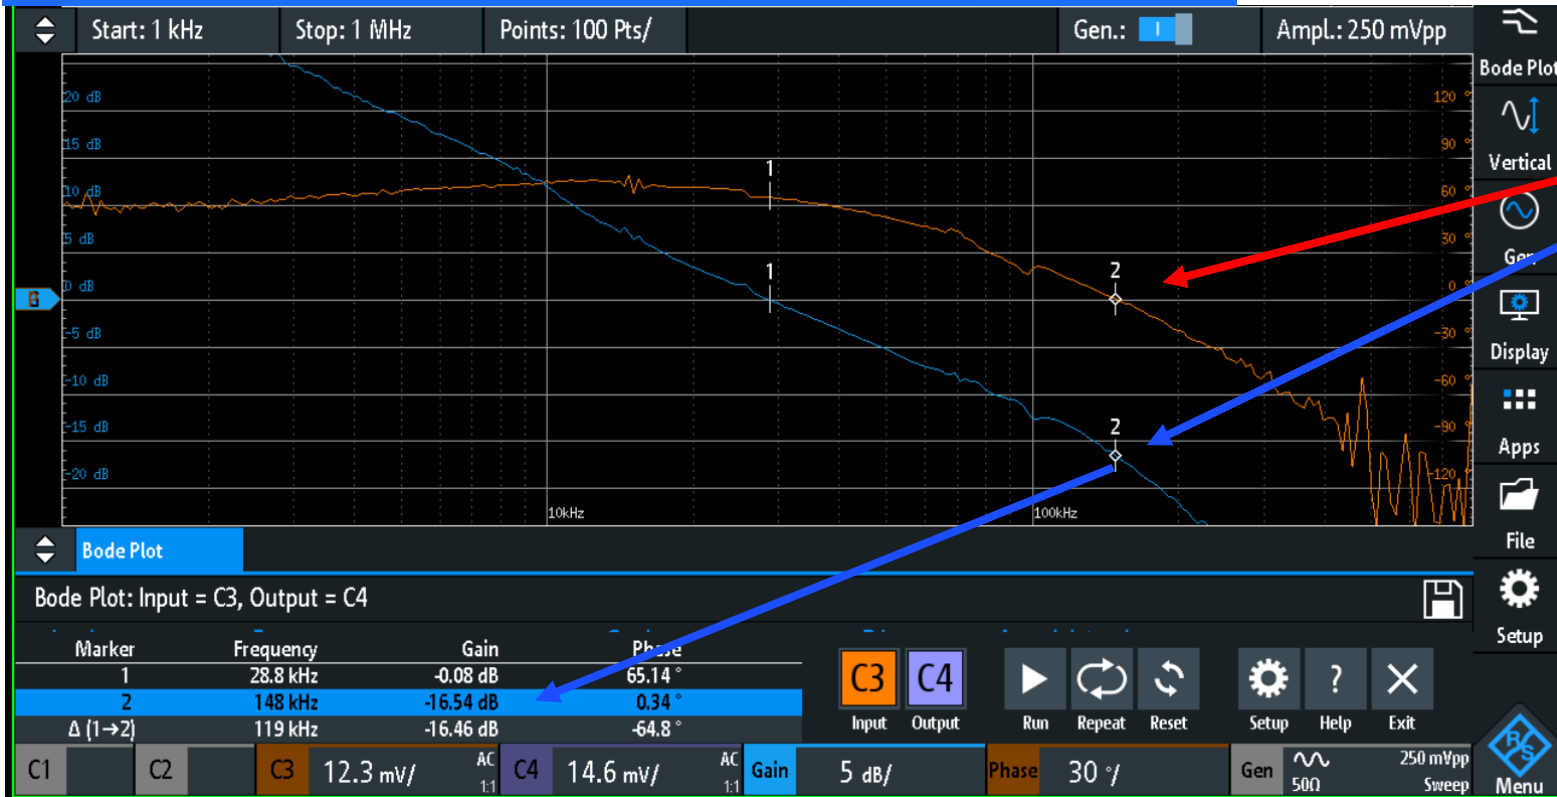 Start: 1 kHz Stop: 1 MHz Points: 100 Pts/ Gen.: I Ampl.: 250 mVpp
Bode Plot
20 dB 120 °
15 dB 90 °
Vertical
1
10 dB 60 °
5 dB 30 °
Gen
1 2
0 dB 0 °
-5 dB -30 °
Display
-10 dB -60 °
-15 dB 2 -90 °
Apps
-20 dB -120
10kHz 100kHz
File
Bode Plot
Bode Plot: Input = C3, Output = C4
Setup
Marker Frequency Gain Phase
1 28.8 kHz -0.08 dB 65.14 °
2 148 kHz -16.54 dB 0.34 °
Δ (1→2) 119 kHz -16.46 dB -64.8 °
C3 C4 ?
Input Output Run Repeat Reset Setup Help Exit
C1 C2 C3 12.3 mV/ AC 1:1 C4 14.6 mV/ AC 1:1 Gain 5 dB/ Phase 30 °/ Gen 50Ω 250 mVpp Sweep
R&S
Menu